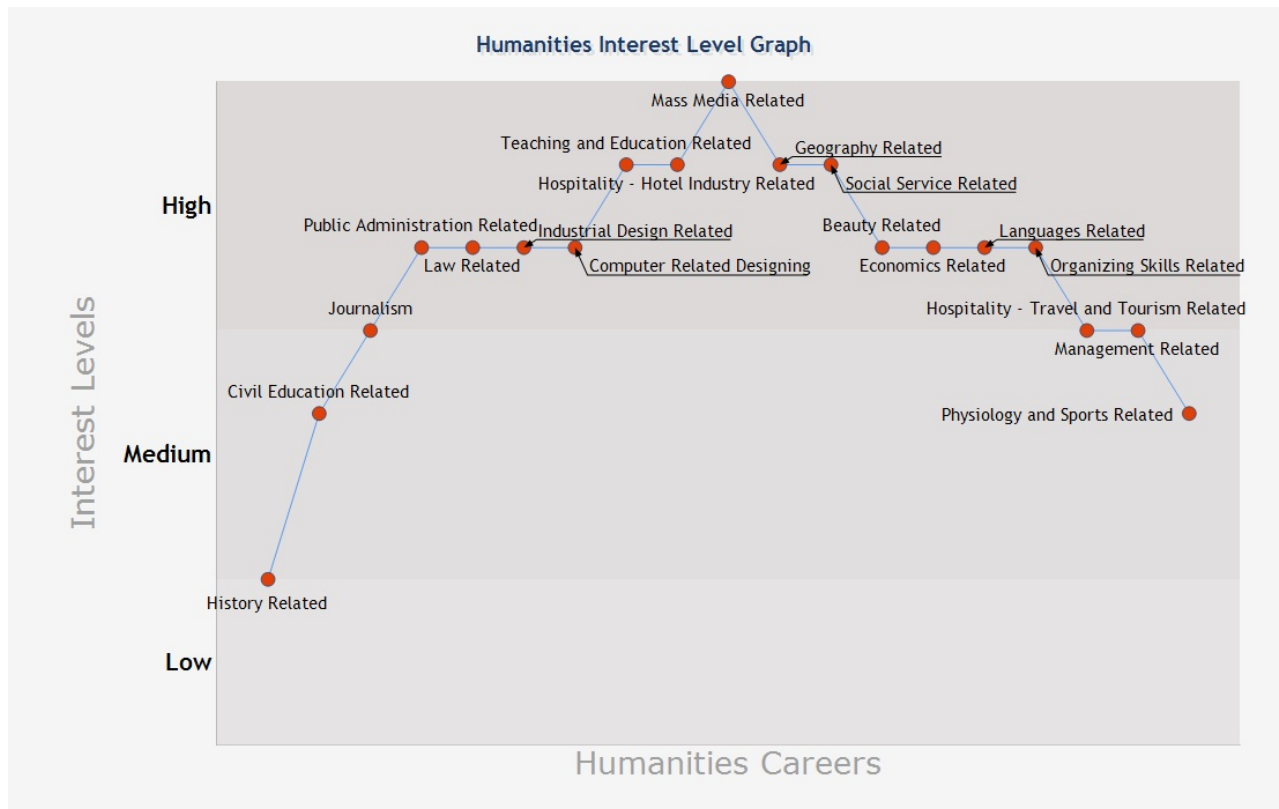 Humanities Interest Level Graph
Mass Media Related
Teaching and Education Related
Geography Related
Hospitality - Hotel Industry Related
Social Service Related
High
Public Administration Related
Industrial Design Related
Beauty Related
Languages Related
Law Related
Computer Related Designing
Economics Related
Organizing Skills Related
Journalism
Hospitality - Travel and Tourism Related
Management Related
Interest Levels
Civil Education Related
Physiology and Sports Related
Medium
History Related
Low
Humanities Careers